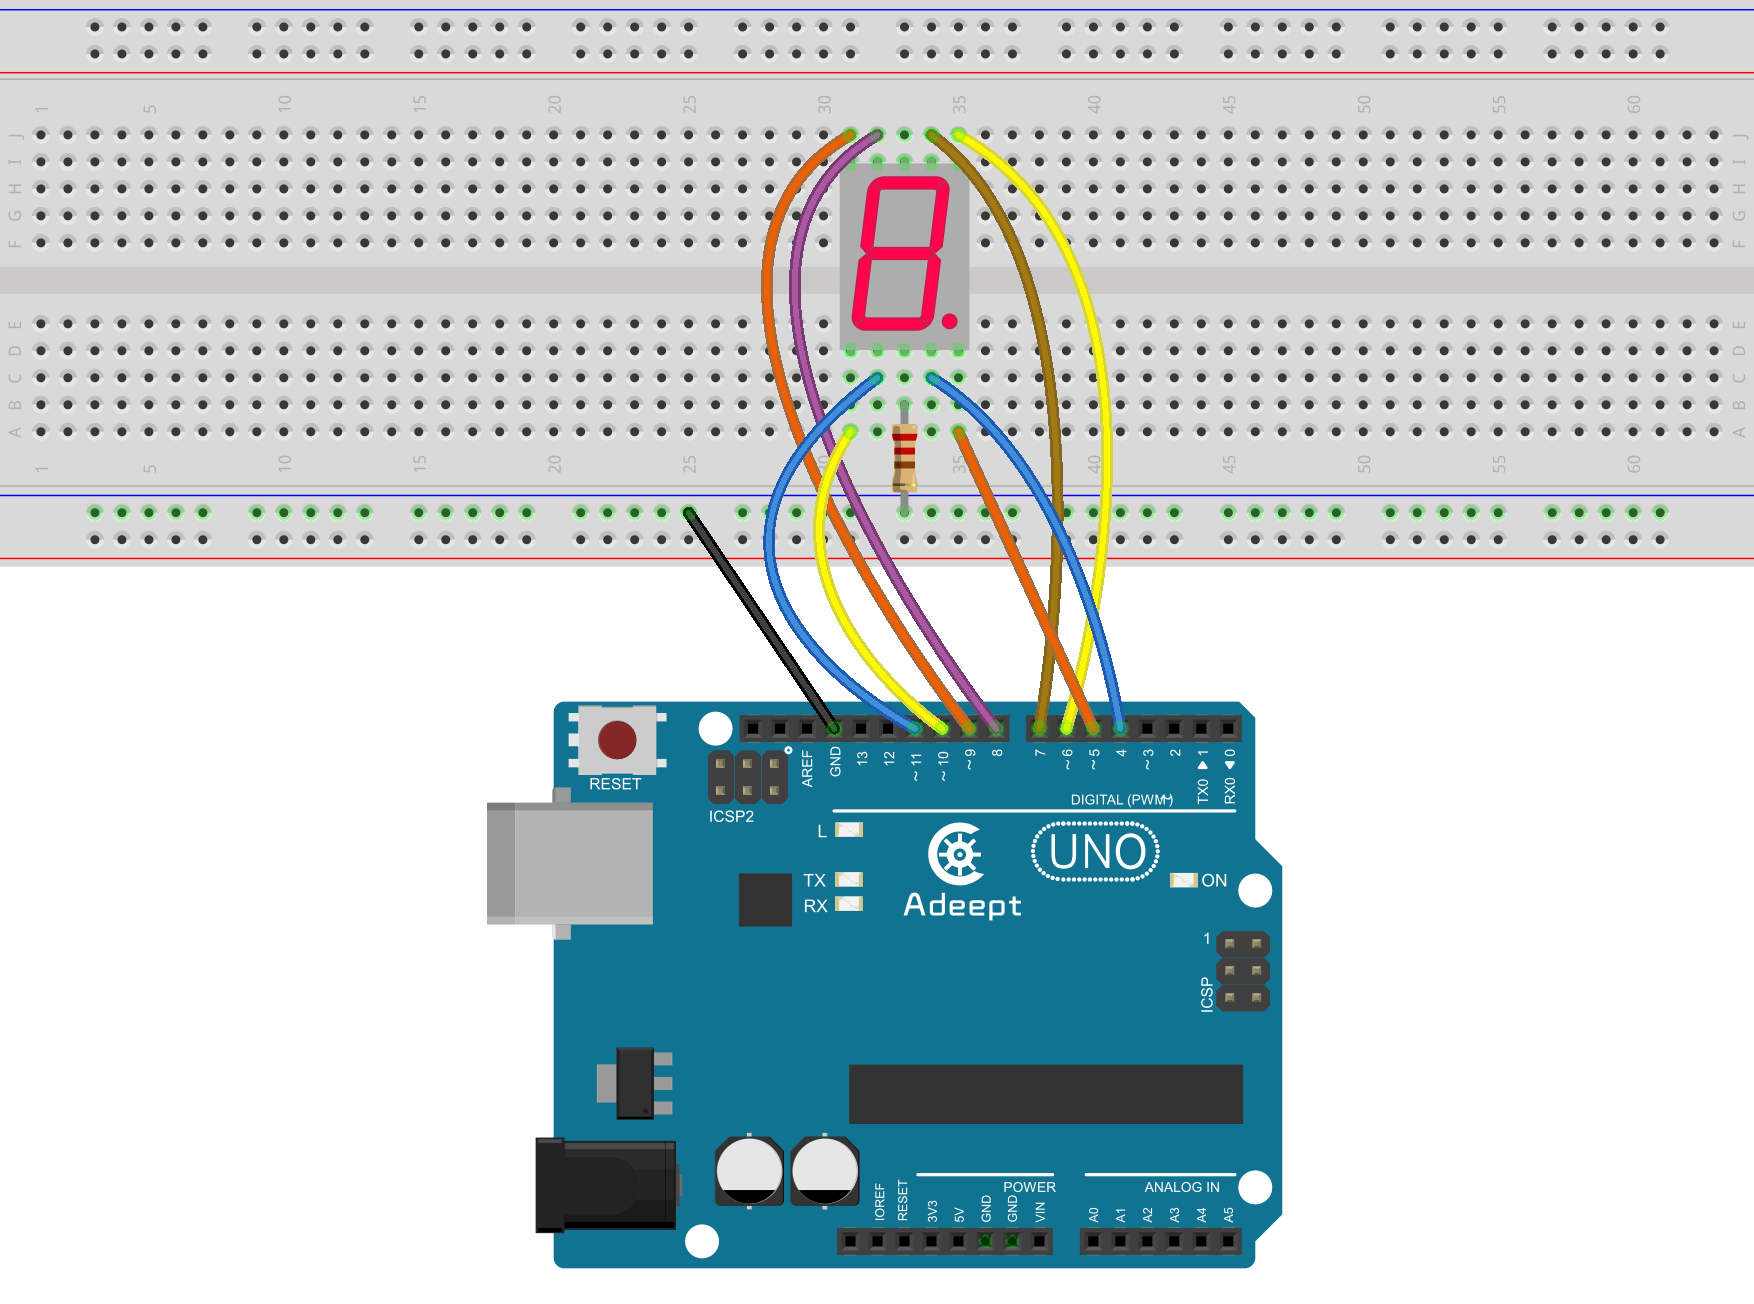 1 5 10 15 20 25 30 35 40 45 50 55 60
J J
I I
H H
G G
F F
E E
D D
C C
B B
A A
1 5 10 15 20 25 30 35 40 45 50 55 60
RESET
AREF GND 13 12 ~11 ~10 ~9 8 7 ~6 ~5 4 ~3 2 TX0▶1 RX0◀0
DIGITAL (PWM~)
ICSP2
L
UNO
TX
RX
ON
Adeept
1
ICSP
POWER
ANALOG IN
IOREF RESET 3V3 5V GND GND VIN A0 A1 A2 A3 A4 A5